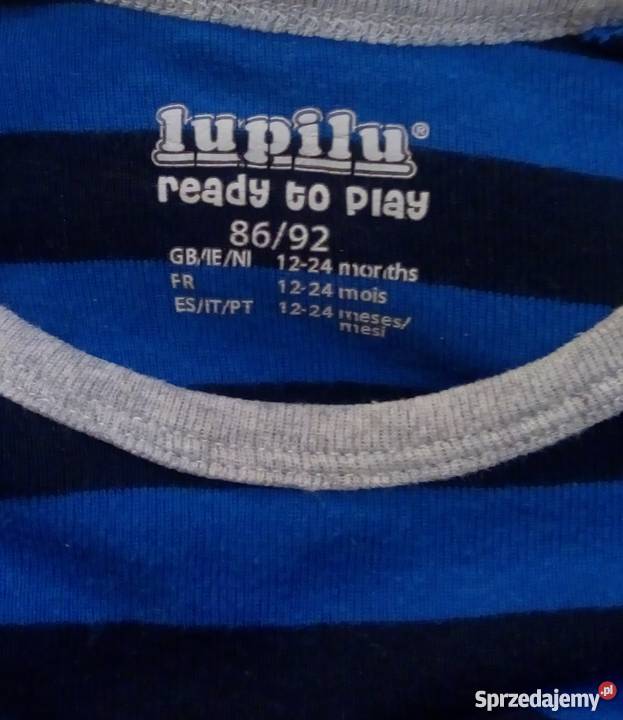 lupilu®
ready to play
86/92
GB/IE/NI 12-24 months
FR 12-24 mois
ES/IT/PT 12-24 meses/
mesi
Sprzedajemy.pl